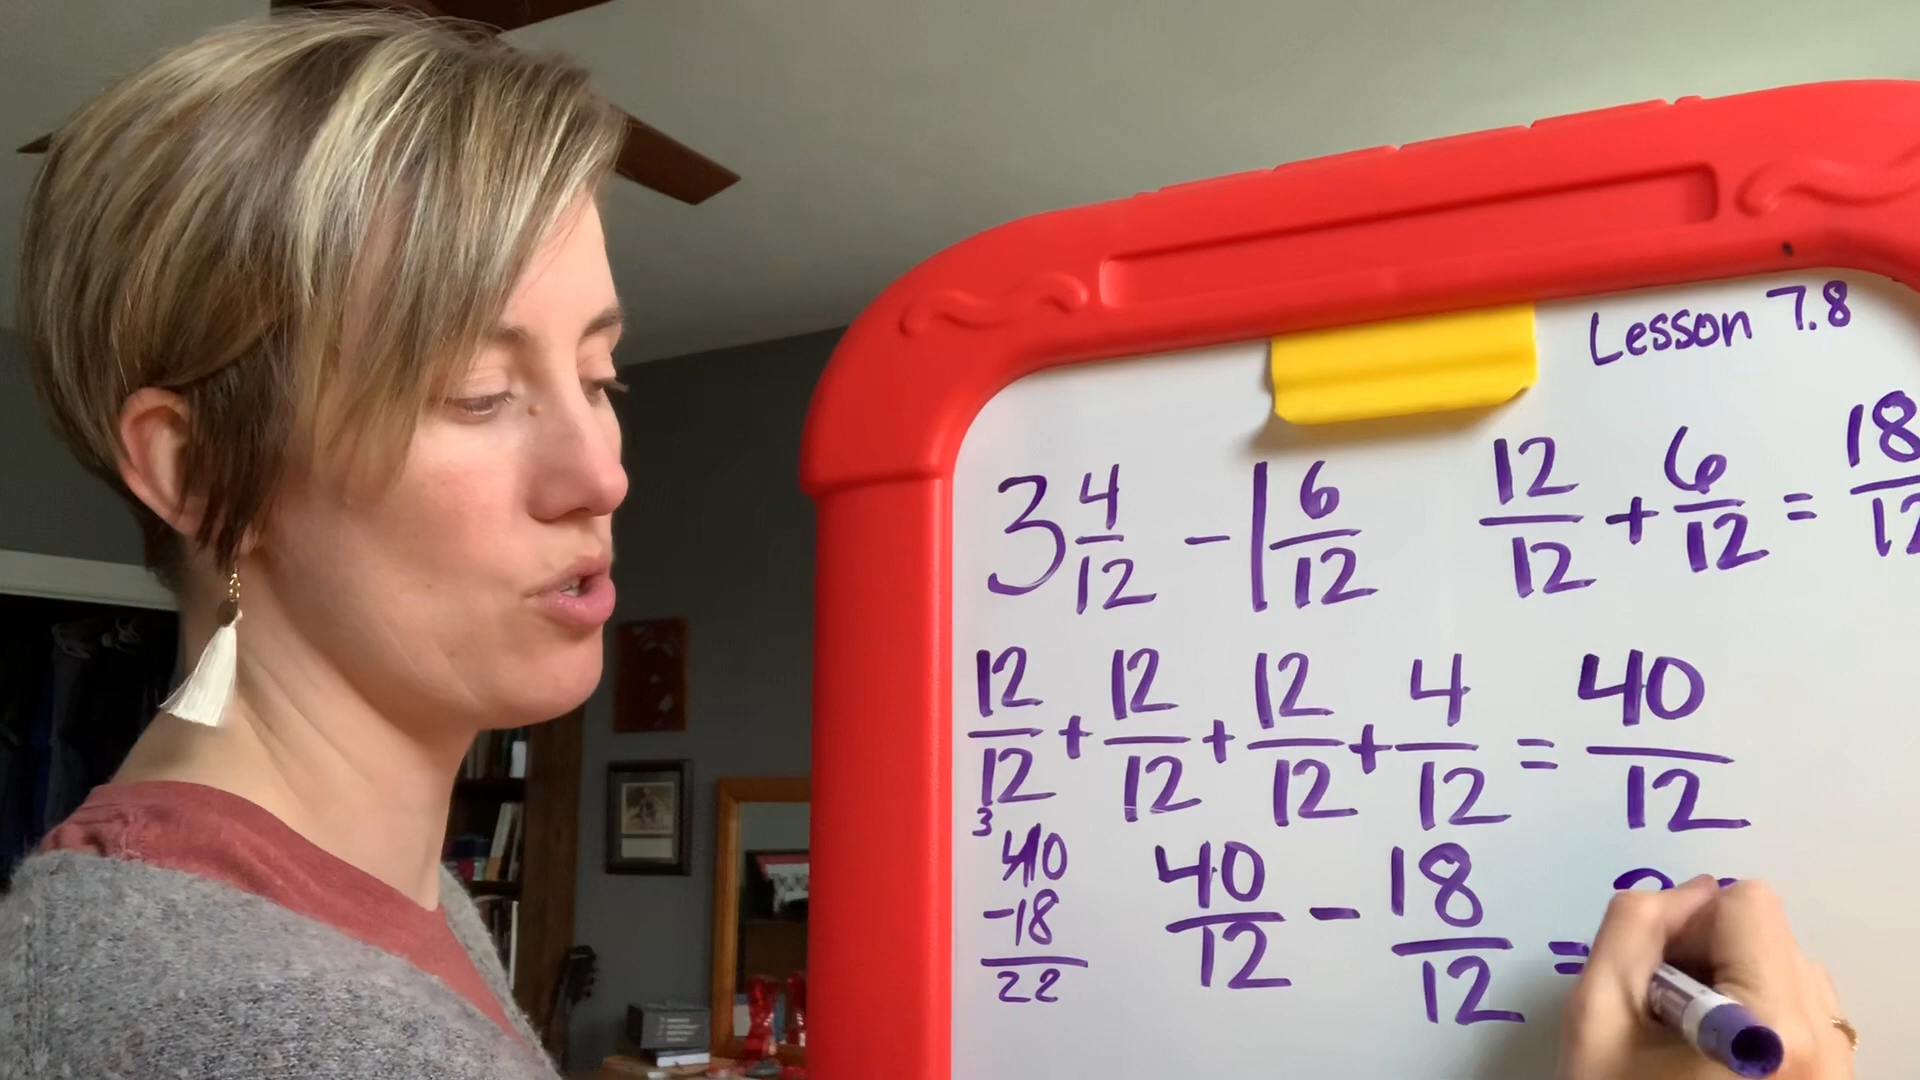 Lesson 7.8
3 4/12 - 1 6/12
12/12 + 6/12 = 18/12
12/12 + 12/12 + 12/12 + 4/12 = 40/12
3
40
-18
22
40/12 - 18/12 =